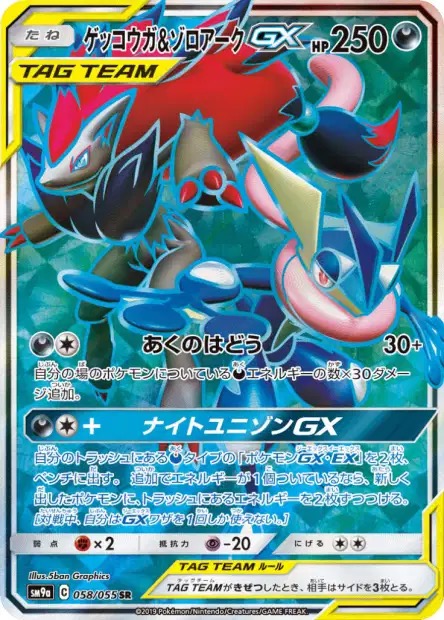 たね ゲッコウガ&ゾロアークGX HP250
TAG TEAM
あくのはどう 30+
自分の場のポケモンについているエネルギーの数×30ダメ
ージ追加。
+ ナイトユニゾンGX
自分のトラッシュにあるタイプの「ポケモンGX・EX」を2枚、
ベンチに出す。追加でエネルギーが1個ついているなら、新しく
出したポケモンに、トラッシュにあるエネルギーを2枚ずつつける。
[対戦中、自分はGXワザを1回しか使えない。]
弱点 ×2 抵抗力 -20 にげる
Illus.5ban Graphics
sm9a C 058/055 SR
TAG TEAM ルール
TAG TEAMがきぜつしたとき、相手はサイドを3枚とる。
©2019 Pokémon/Nintendo/Creatures/GAME FREAK.